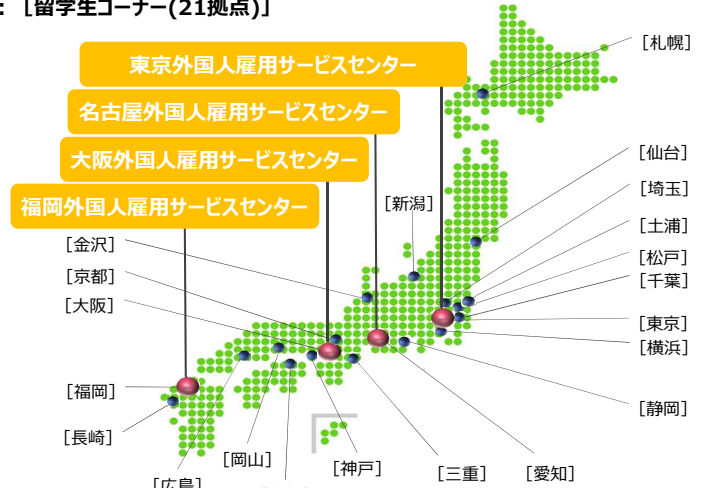 : [留学生コーナー(21拠点)]
東京外国人雇用サービスセンター
名古屋外国人雇用サービスセンター
大阪外国人雇用サービスセンター
福岡外国人雇用サービスセンター
[札幌]
[仙台]
[埼玉]
[土浦]
[松戸]
[千葉]
[東京]
[横浜]
[静岡]
[新潟]
[金沢]
[京都]
[大阪]
[福岡]
[長崎]
[広島]
[岡山]
[神戸]
[三重]
[愛知]